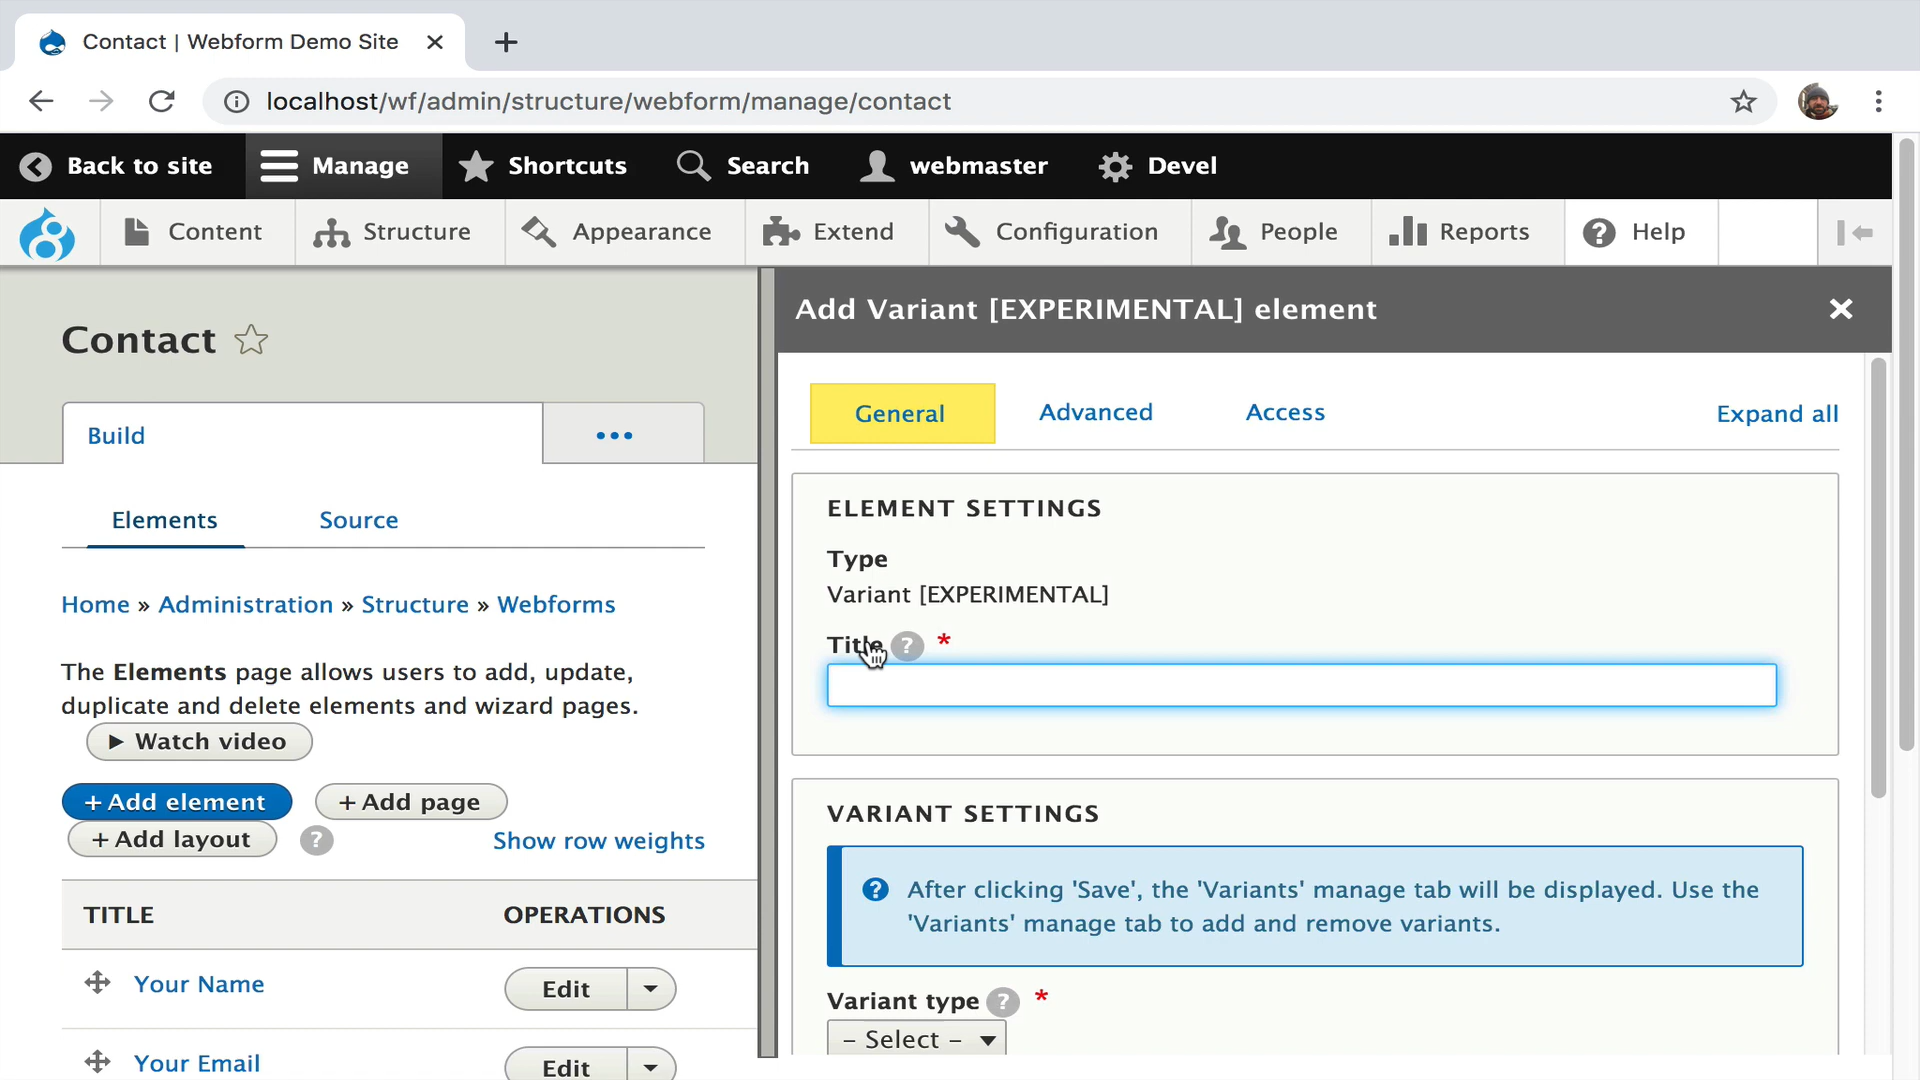 Contact | Webform Demo Site
localhost/wf/admin/structure/webform/manage/contact
Back to site Manage Shortcuts Search webmaster Devel
Content Structure Appearance Extend Configuration People Reports Help
Contact
Build
Elements Source
Home » Administration » Structure » Webforms
The Elements page allows users to add, update,
duplicate and delete elements and wizard pages.
► Watch video
+ Add element + Add page
+ Add layout ? Show row weights
TITLE OPERATIONS
Your Name Edit
Your Email Edit
Add Variant [EXPERIMENTAL] element
General Advanced Access Expand all
ELEMENT SETTINGS
Type
Variant [EXPERIMENTAL]
Title ? *
VARIANT SETTINGS
? After clicking 'Save', the 'Variants' manage tab will be displayed. Use the
'Variants' manage tab to add and remove variants.
Variant type ? *
– Select –